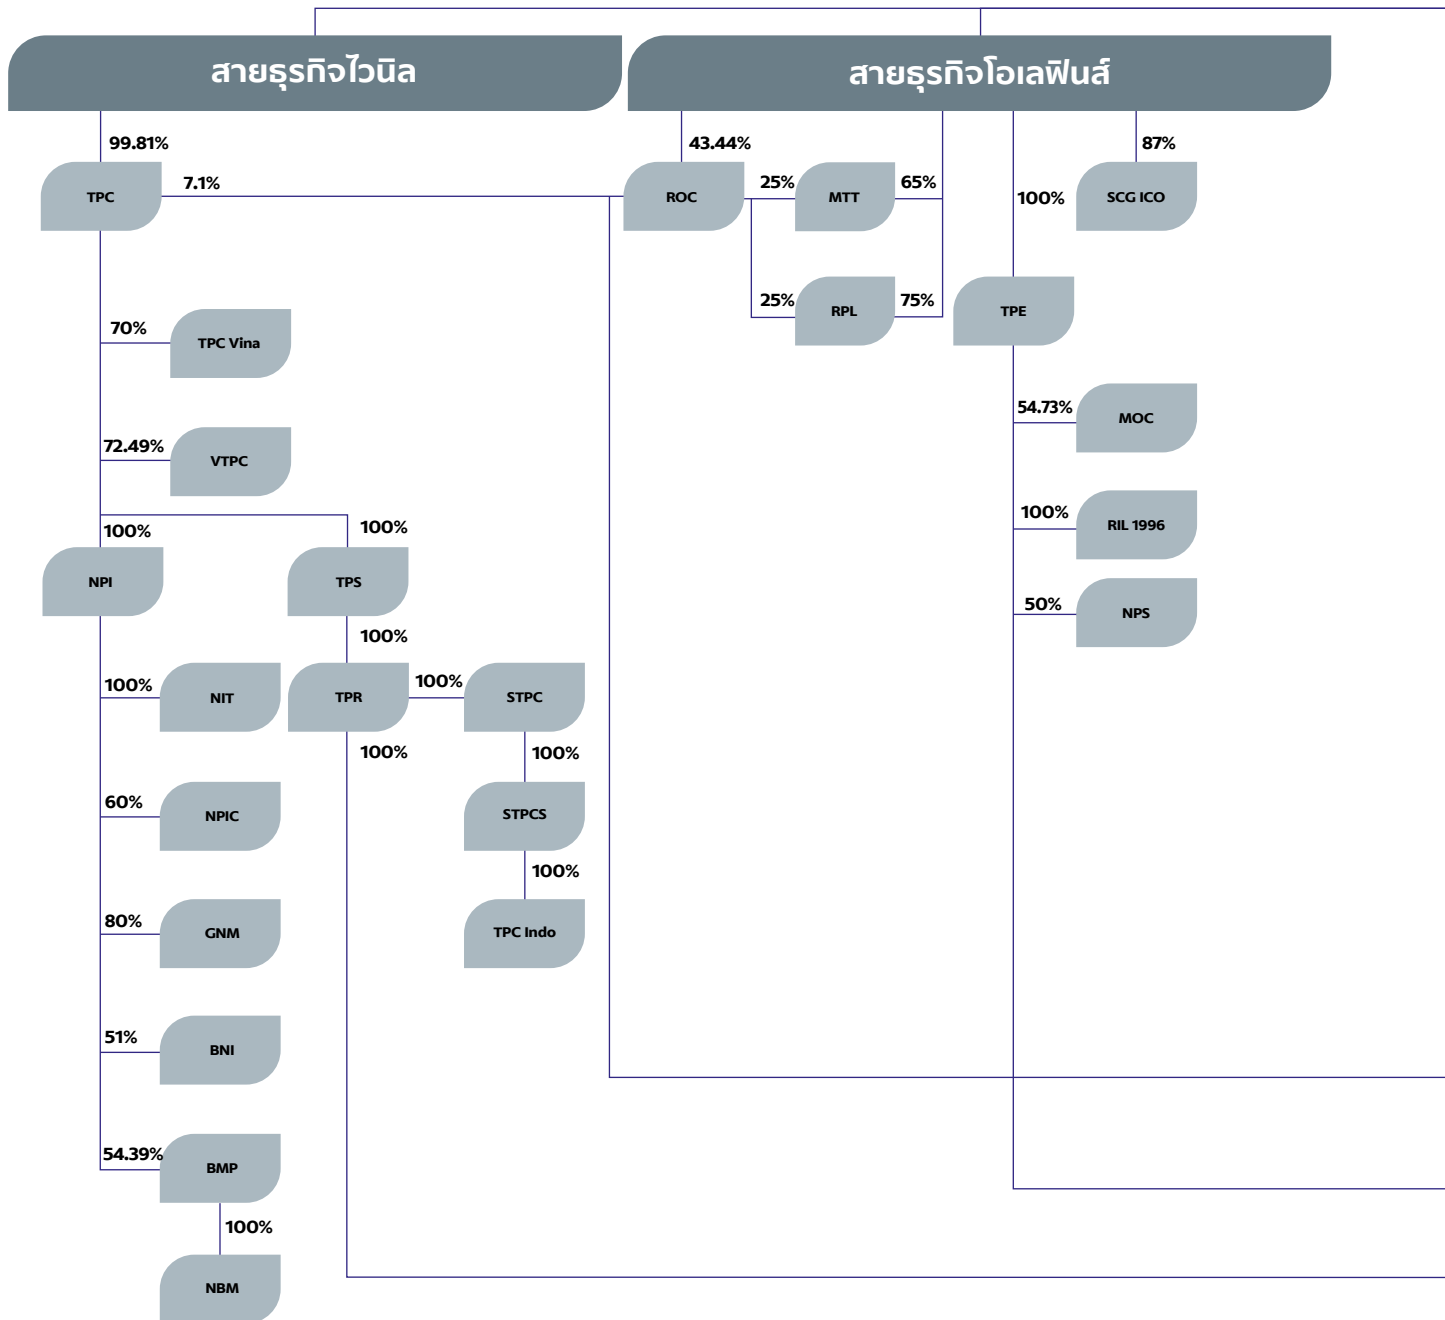 สายธุรกิจไวนิล
สายธุรกิจโอเลฟินส์
99.81%
43.44%
87%
TPC
7.1%
ROC
25%
MTT
65%
100%
SCG ICO
25%
RPL
75%
TPE
70%
TPC Vina
54.73%
MOC
72.49%
VTPC
100%
100%
100%
RIL 1996
NPI
TPS
50%
NPS
100%
100%
NIT
TPR
100%
STPC
100%
100%
60%
NPIC
STPCS
100%
80%
GNM
TPC Indo
51%
BNI
54.39%
BMP
100%
NBM